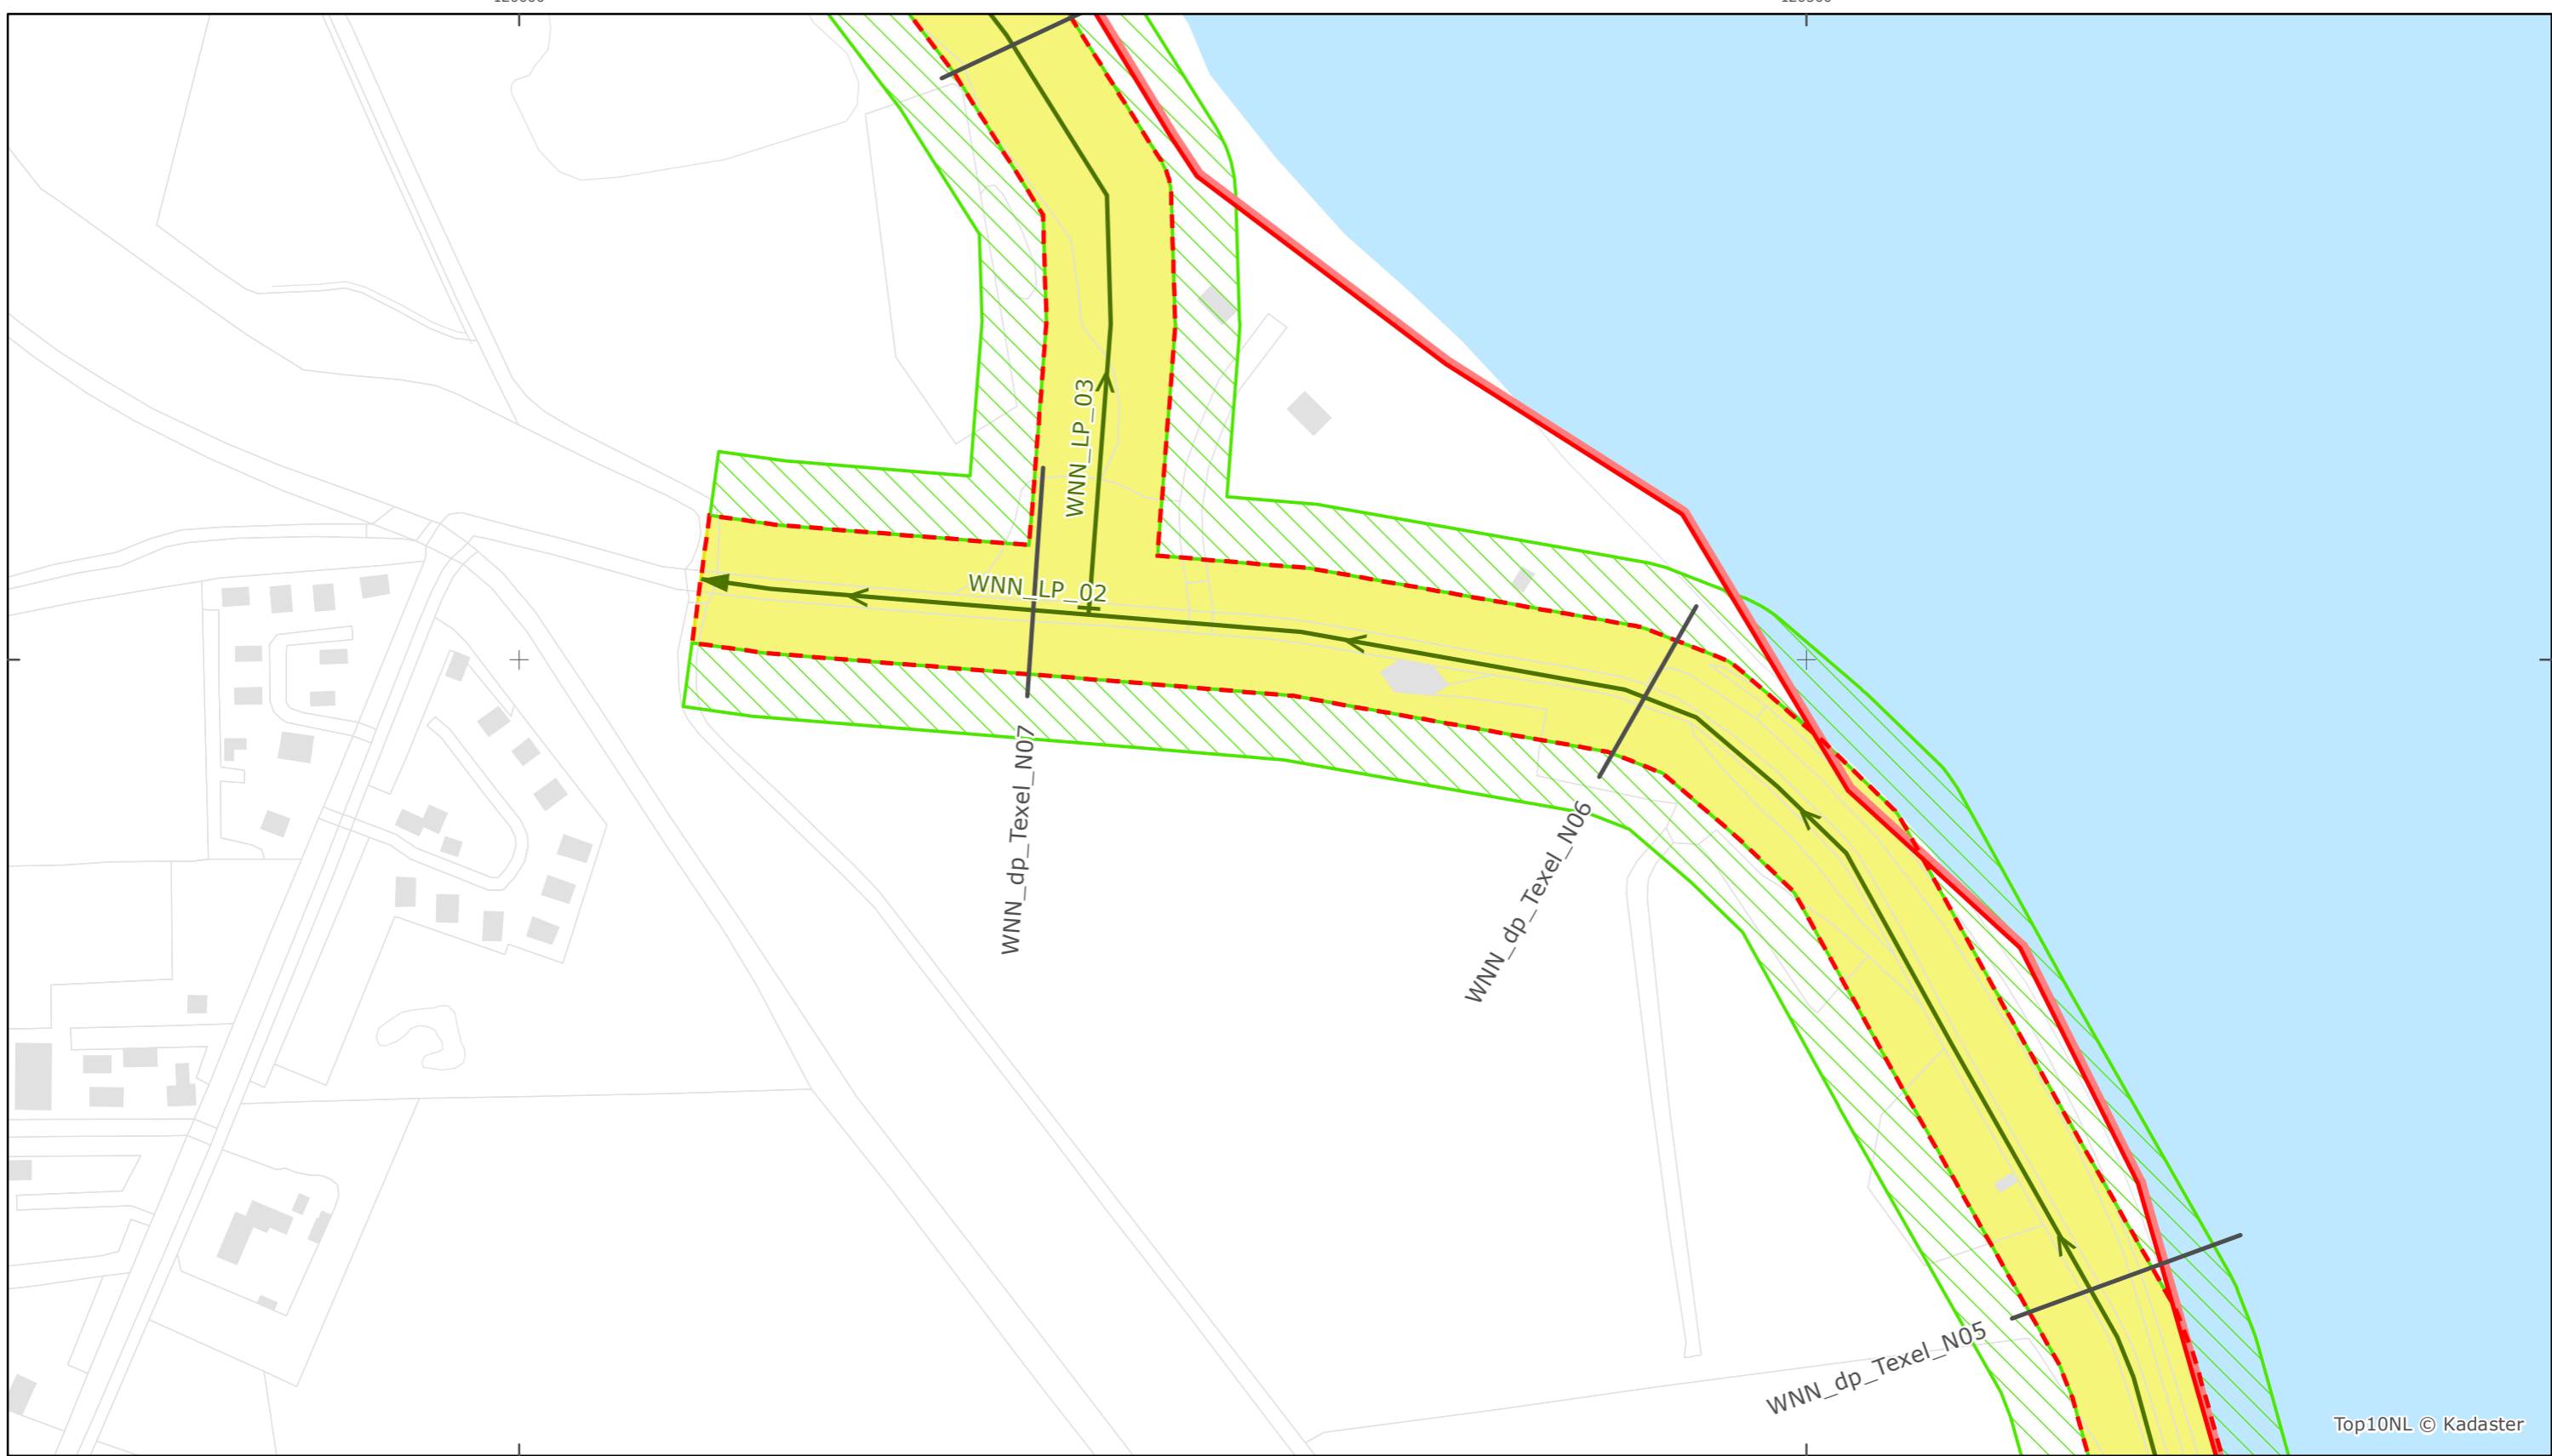 WNN_LP_03
WNN_LP_02
WNN_dp_Texel_N07
WNN_dp_Texel_N06
WNN_dp_Texel_N05
Top10NL © Kadaster